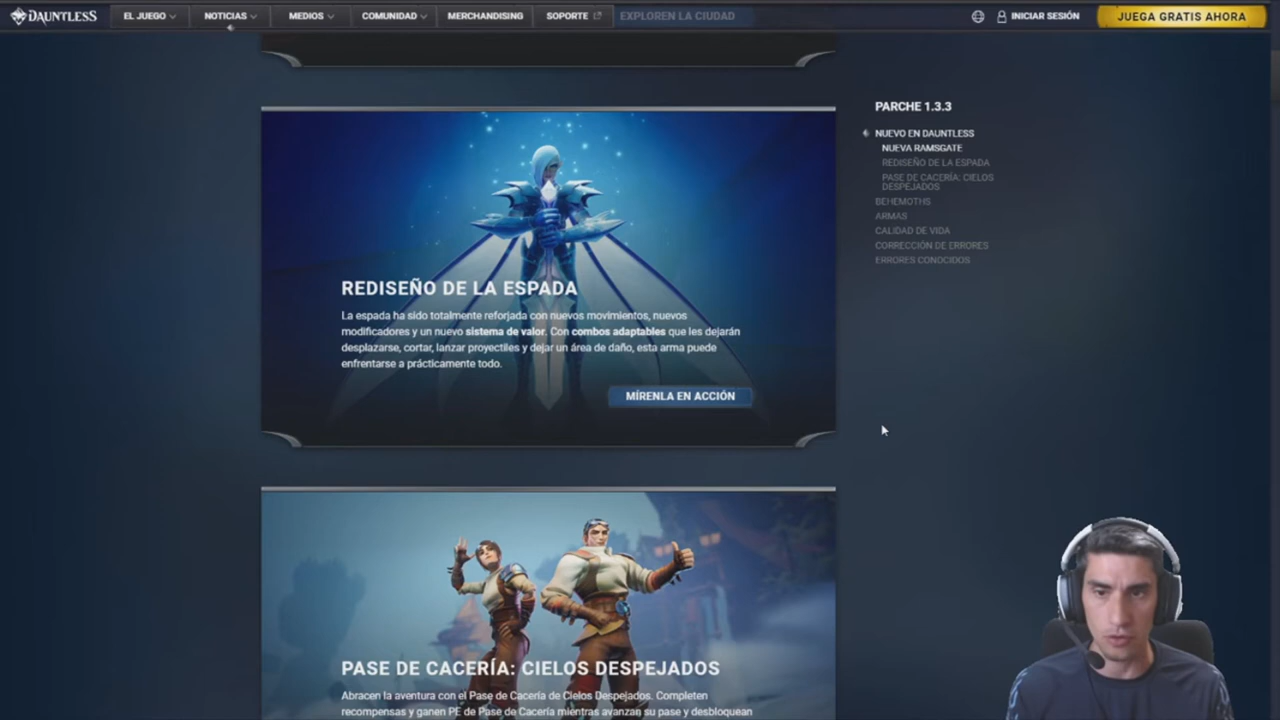 DAUNTLESS
EL JUEGO
NOTICIAS
MEDIOS
COMUNIDAD
MERCHANDISING
SOPORTE
EXPLOREN LA CIUDAD
INICIAR SESIÓN
JUEGA GRATIS AHORA
REDISEÑO DE LA ESPADA
La espada ha sido totalmente reforjada con nuevos movimientos, nuevos
modificadores y un nuevo sistema de valor. Con combos adaptables que les dejarán
desplazarse, cortar, lanzar proyectiles y dejar un área de daño, esta arma puede
enfrentarse a prácticamente todo.
MÍRENLA EN ACCIÓN
PASE DE CACERÍA: CIELOS DESPEJADOS
Abracen la aventura con el Pase de Cacería de Cielos Despejados. Completen
recompensas y ganen PE de Pase de Cacería mientras avanzan su pase y desbloquean
PARCHE 1.3.3
NUEVO EN DAUNTLESS
NUEVA RAMSGATE
REDISEÑO DE LA ESPADA
PASE DE CACERÍA: CIELOS
DESPEJADOS
BEHEMOTHS
ARMAS
CALIDAD DE VIDA
CORRECCIÓN DE ERRORES
ERRORES CONOCIDOS